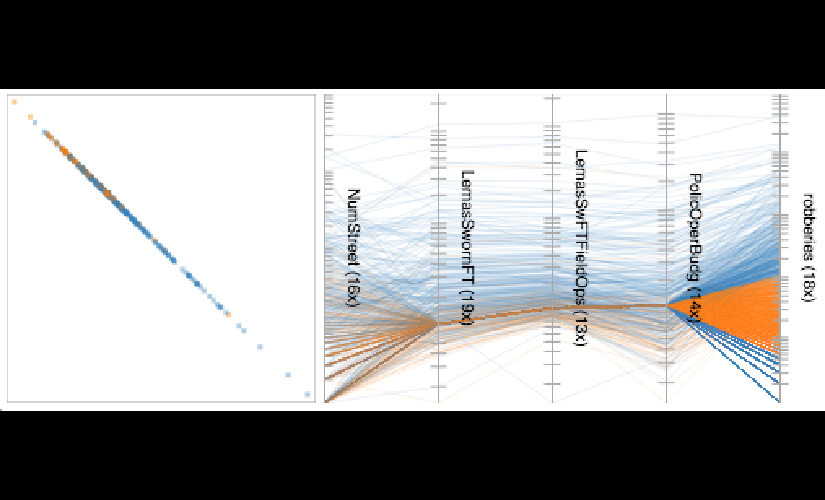 NumStreet (16x)
LemasSwornFT (19x)
LemasSwFTFieldOps (13x)
PolicOperBudg (14x)
robberies (18x)